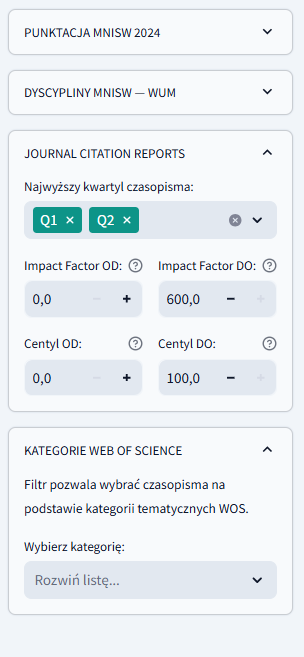 PUNKTACJA MNISW 2024
DYSCYPLINY MNISW — WUM
JOURNAL CITATION REPORTS
Najwyższy kwartyl czasopisma:
Q1 × Q2 ×
Impact Factor OD: ? Impact Factor DO: ?
0,0 − + 600,0 − +
Centyl OD: ? Centyl DO: ?
0,0 − + 100,0 − +
KATEGORIE WEB OF SCIENCE
Filtr pozwala wybrać czasopisma na
podstawie kategorii tematycznych WOS.
Wybierz kategorię:
Rozwiń listę...